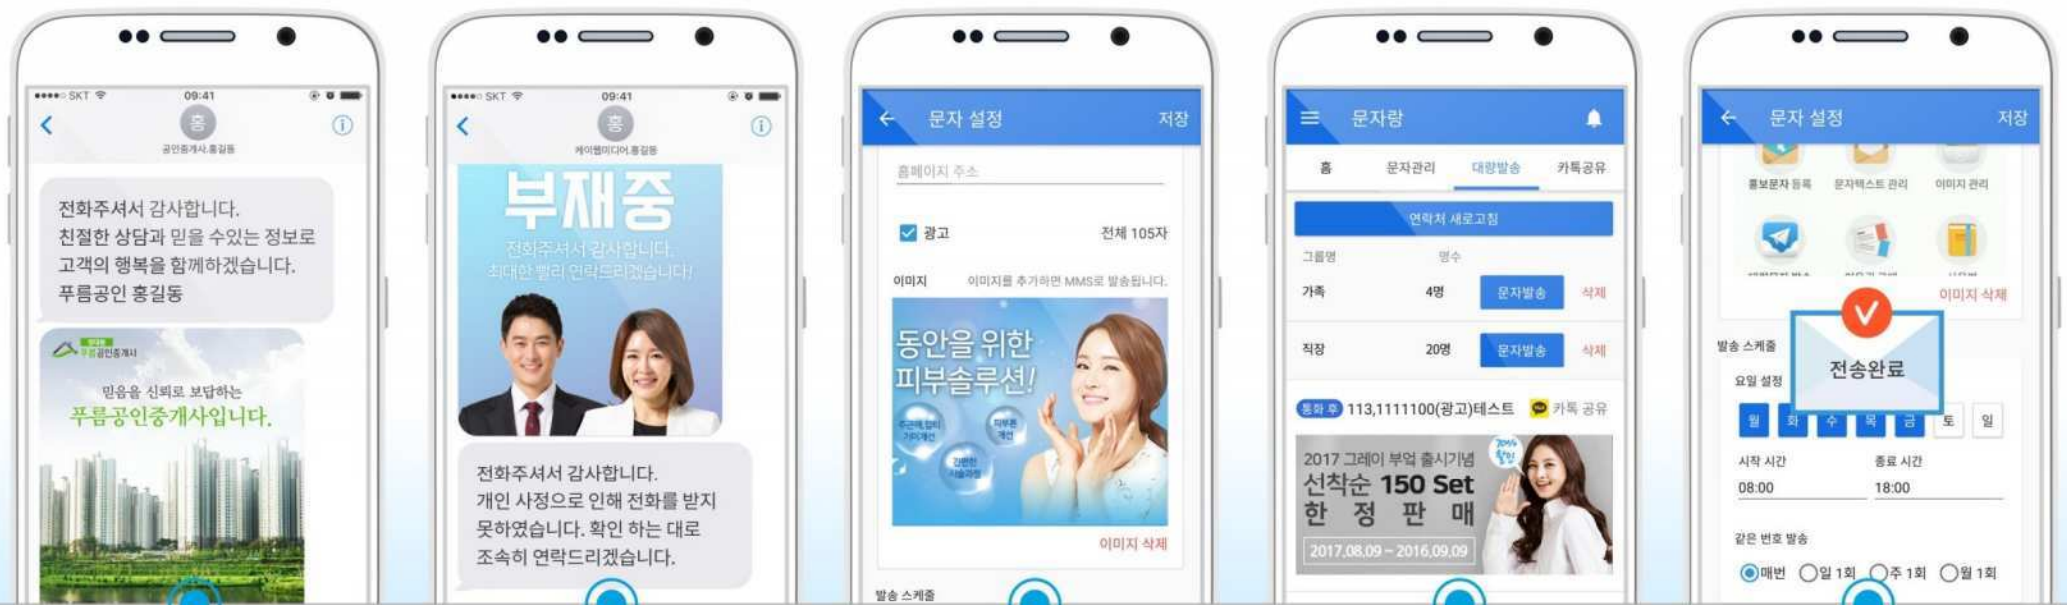 SKT 09:41
홍
공인중개사.홍길동
전화주셔서 감사합니다.
친절한 상담과 믿을 수있는 정보로
고객의 행복을 함께하겠습니다.
푸름공인 홍길동
푸름공인중개사
믿음을 신뢰로 보답하는
푸름공인중개사입니다.
SKT 09:41
홍
케이웹미디어.홍길동
부재중
전화주셔서 감사합니다.
최대한 빨리 연락드리겠습니다!
전화주셔서 감사합니다.
개인 사정으로 인해 전화를 받지
못하였습니다. 확인 하는 대로
조속히 연락드리겠습니다.
문자 설정 저장
홈페이지 주소
광고 전체 105자
이미지 이미지를 추가하면 MMS로 발송됩니다.
동안을 위한
피부솔루션!
기미개선
피부톤
개선
간편한
시술과정
이미지 삭제
발송 스케줄
문자랑
홈 문자관리 대량발송 카톡공유
연락처 새로고침
그룹명 명수
가족 4명 문자발송 삭제
직장 20명 문자발송 삭제
통화 후 113,1111100(광고)테스트 카톡 공유
2017 그레이 부엌 출시기념
선착순 150 Set
한 정 판 매
할인
2017.08.09 ~ 2016.09.09
문자 설정 저장
홍보문자 등록 문자텍스트 관리 이미지 관리
이미지 삭제
발송 스케줄
전송완료
요일 설정
월 화 수 목 금 토 일
시작 시간 종료 시간
08:00 18:00
같은 번호 발송
매번 일 1회 주 1회 월 1회